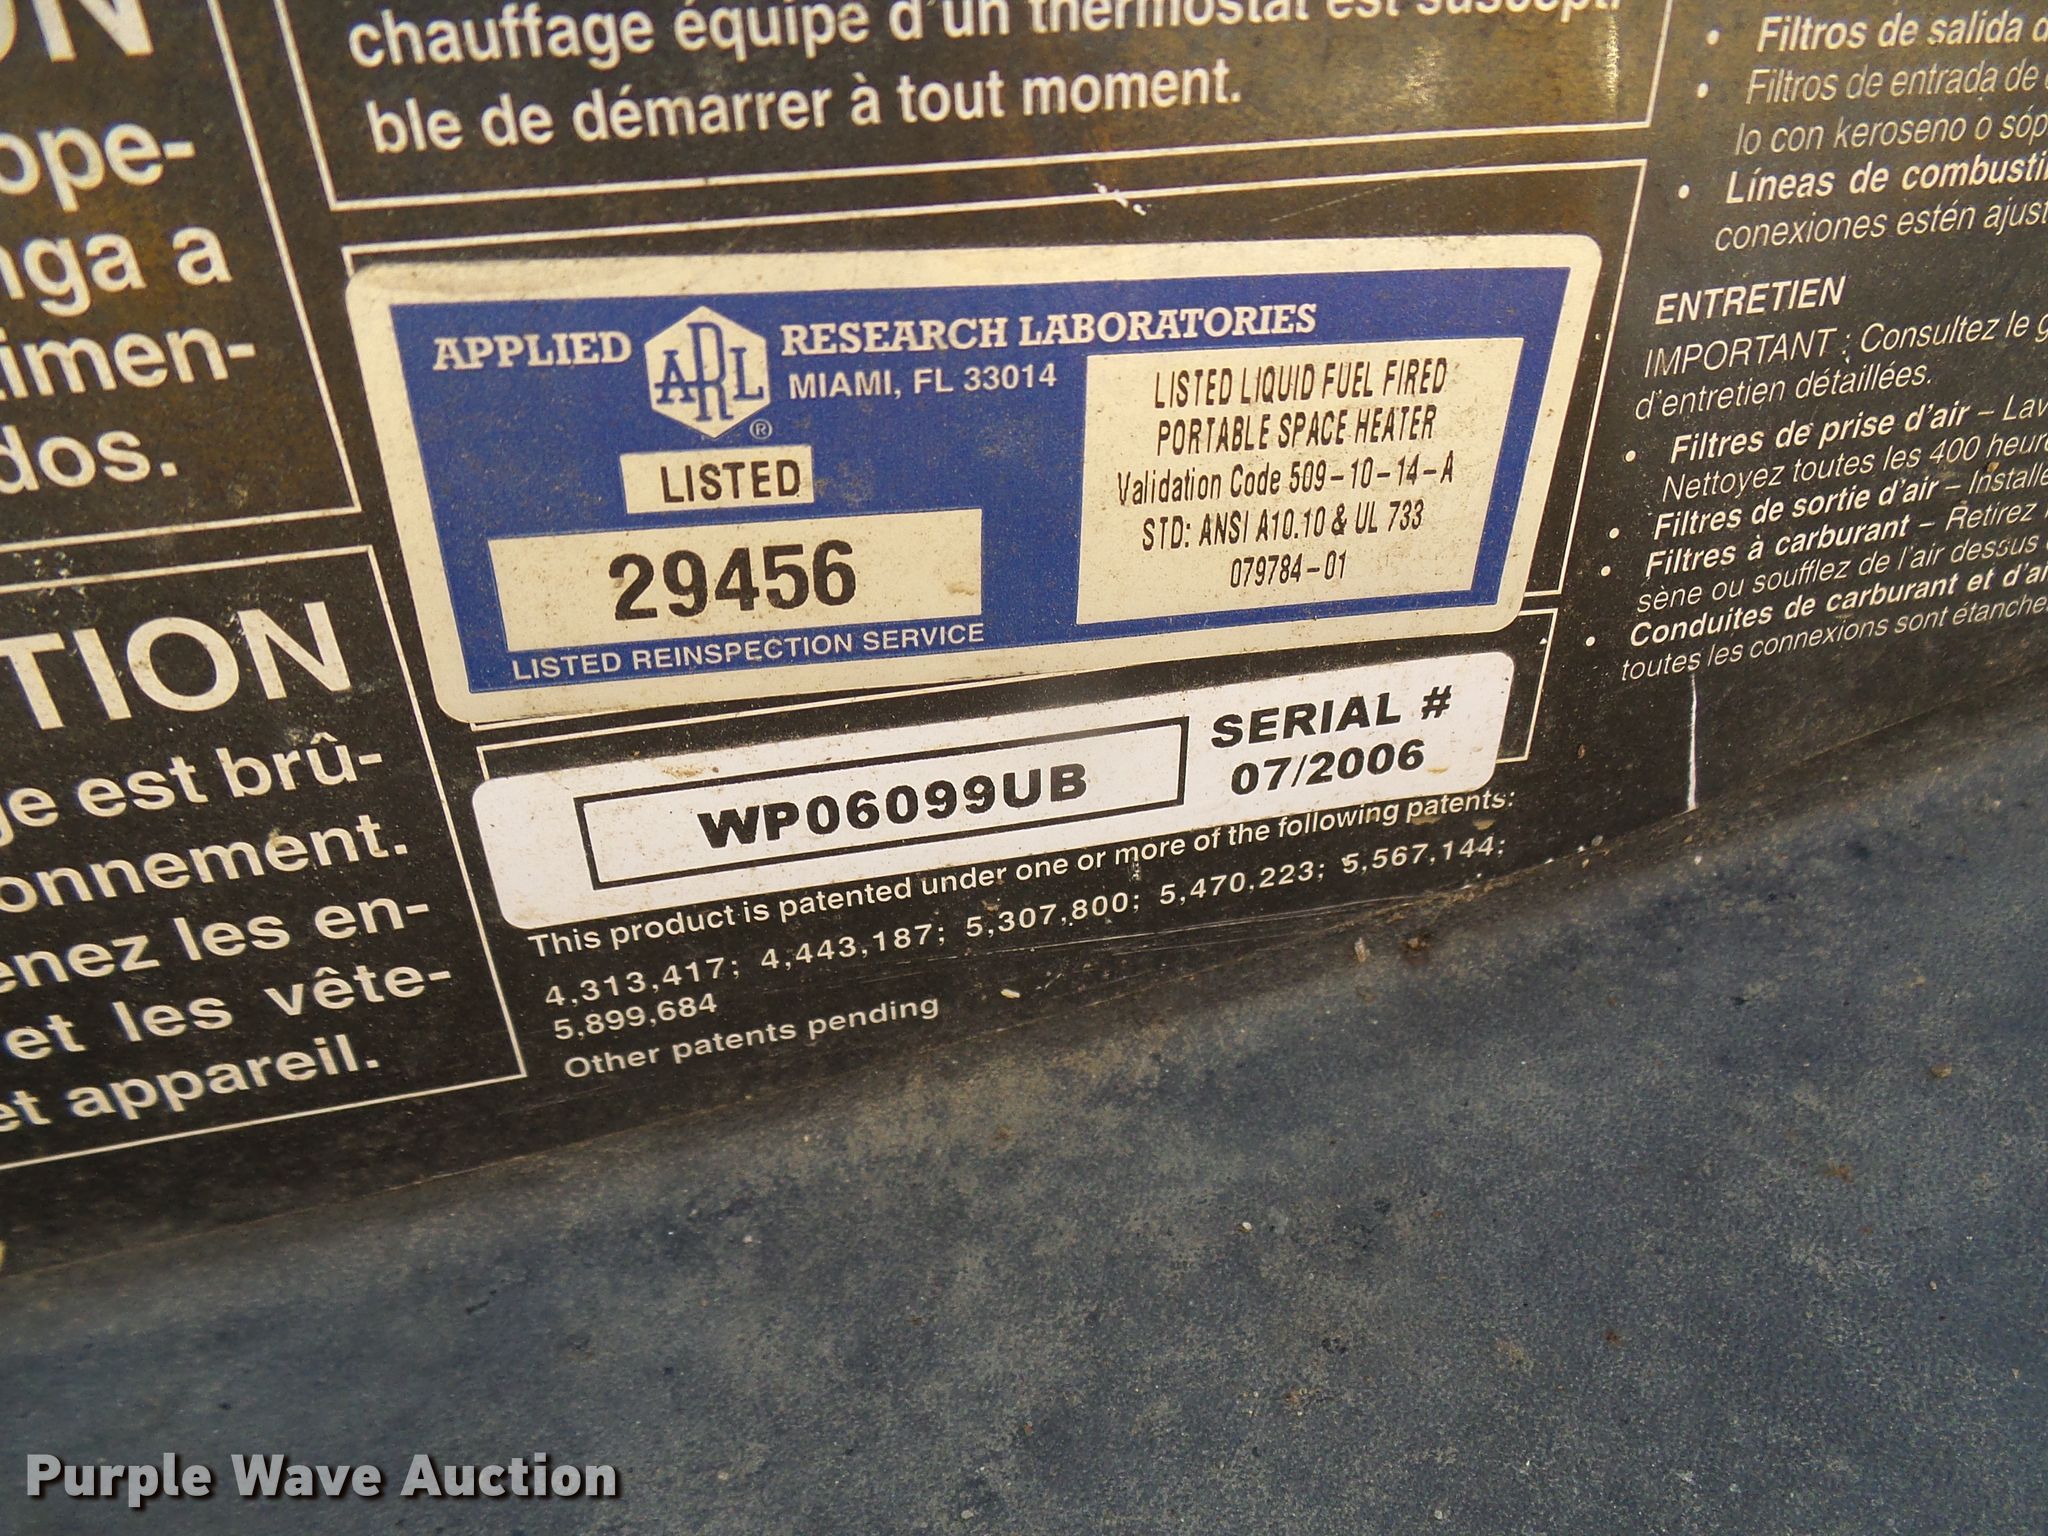 ON
ope-
nga a
imen-
dos.
chauffage équipé d'un thermostat est suscepti-
ble de démarrer à tout moment.
TION
ge est brû-
onnement.
enez les en-
et les vête-
et appareil.
APPLIED ARL® RESEARCH LABORATORIES
MIAMI, FL 33014
LISTED
29456
LISTED REINSPECTION SERVICE
LISTED LIQUID FUEL FIRED
PORTABLE SPACE HEATER
Validation Code 509-10-14-A
STD: ANSI A10.10 & UL 733
079784-01
WP06099UB
SERIAL #
07/2006
This product is patented under one or more of the following patents:
4,313,417; 4,443,187; 5,307,800; 5,470,223; 5,567,144;
5,899,684
Other patents pending
• Filtros de salida d
• Filtros de entrada de
lo con keroseno o sóp
• Líneas de combusti
conexiones estén ajust
ENTRETIEN
IMPORTANT : Consultez le g
d'entretien détaillées.
• Filtres de prise d'air – Lav
Nettoyez toutes les 400 heur
• Filtres de sortie d'air – Installe
• Filtres à carburant – Retirez
sène ou soufflez de l'air dessus
• Conduites de carburant et d'ai
toutes les connexions sont étanche
Purple Wave Auction